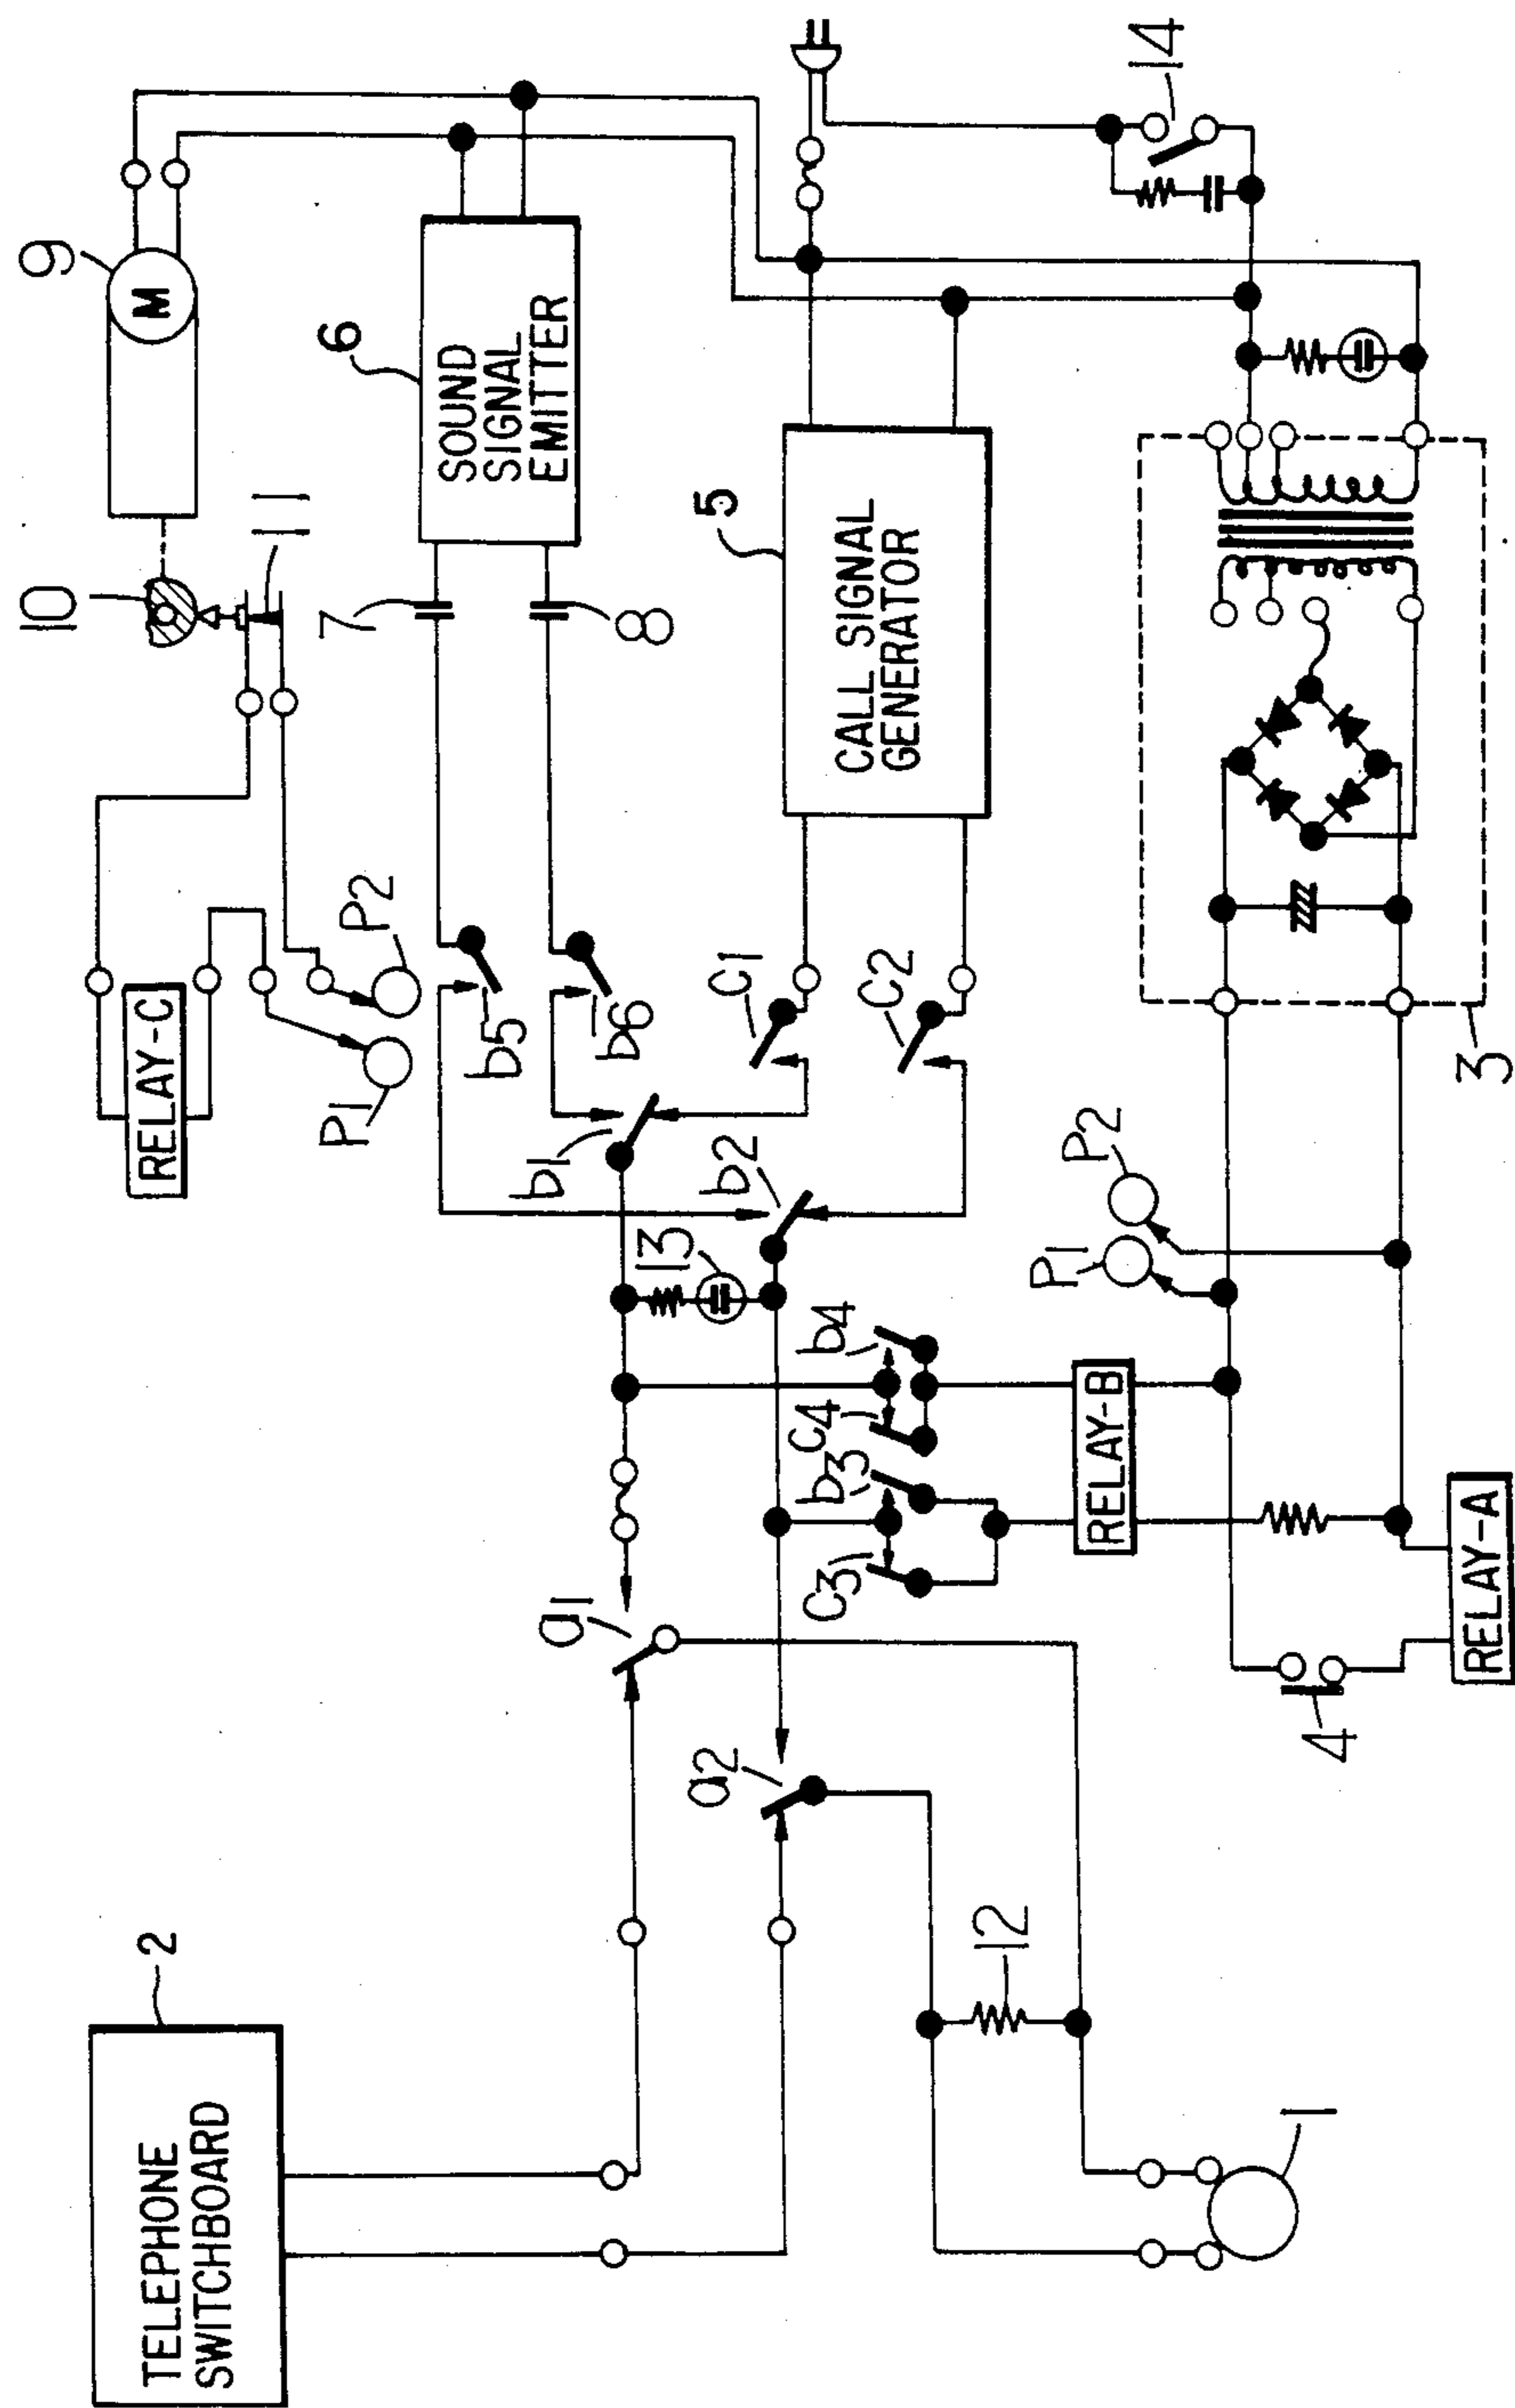 TELEPHONE
SWITCHBOARD
2
RELAY-C
P1
P2
10
11
9
M
7
8
6
SOUND
SIGNAL
EMITTER
b5
b6
b1
b2
13
C1
C2
5
CALL SIGNAL
GENERATOR
14
a1
a2
C3
b3
C4
b4
RELAY-B
P1
P2
12
1
4
RELAY-A
3